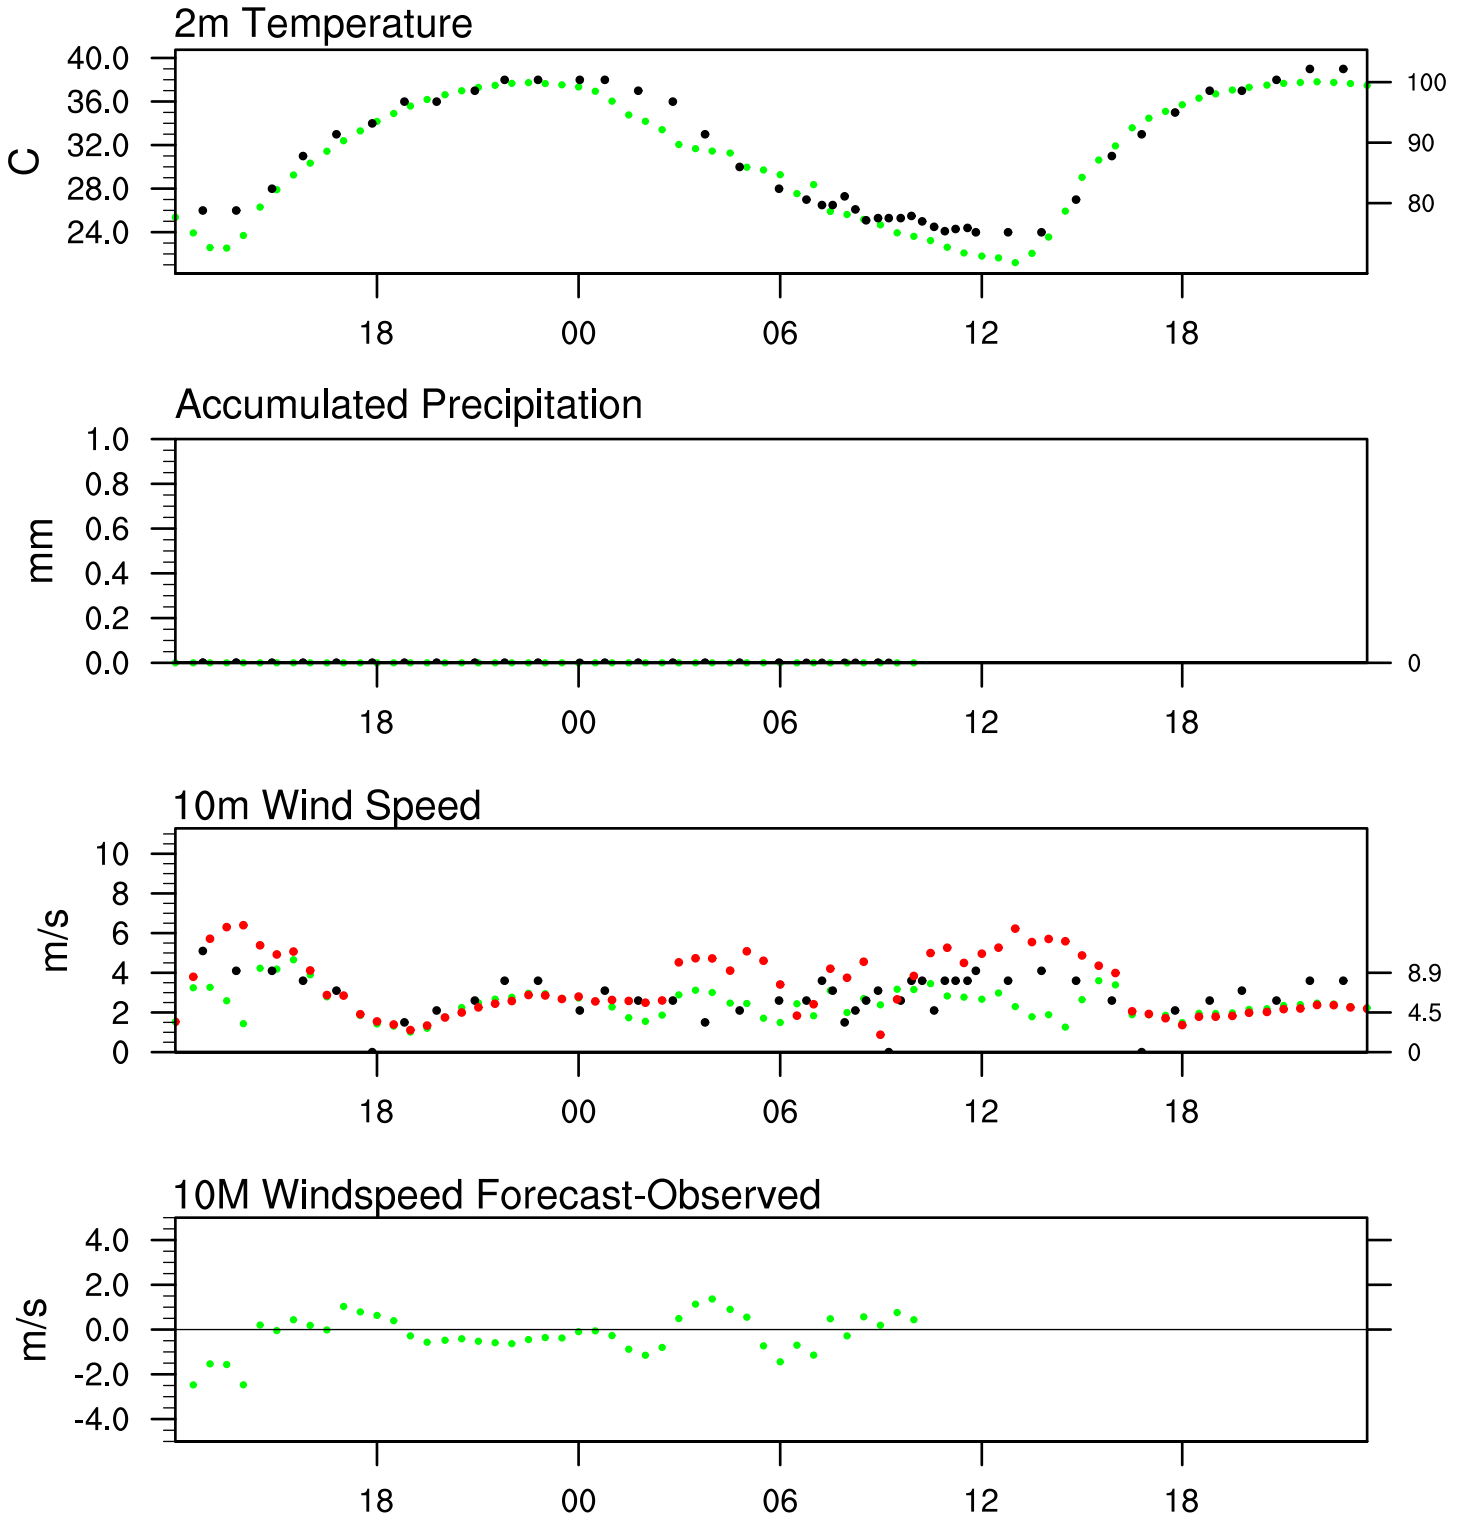 2m Temperature
40.0
36.0
32.0
28.0
24.0
C
100
90
80
18 00 06 12 18
Accumulated Precipitation
1.0
0.8
0.6
0.4
0.2
0.0
mm
0
18 00 06 12 18
10m Wind Speed
10
8
6
4
2
0
m/s
8.9
4.5
0
18 00 06 12 18
10M Windspeed Forecast-Observed
4.0
2.0
0.0
-2.0
-4.0
m/s
18 00 06 12 18